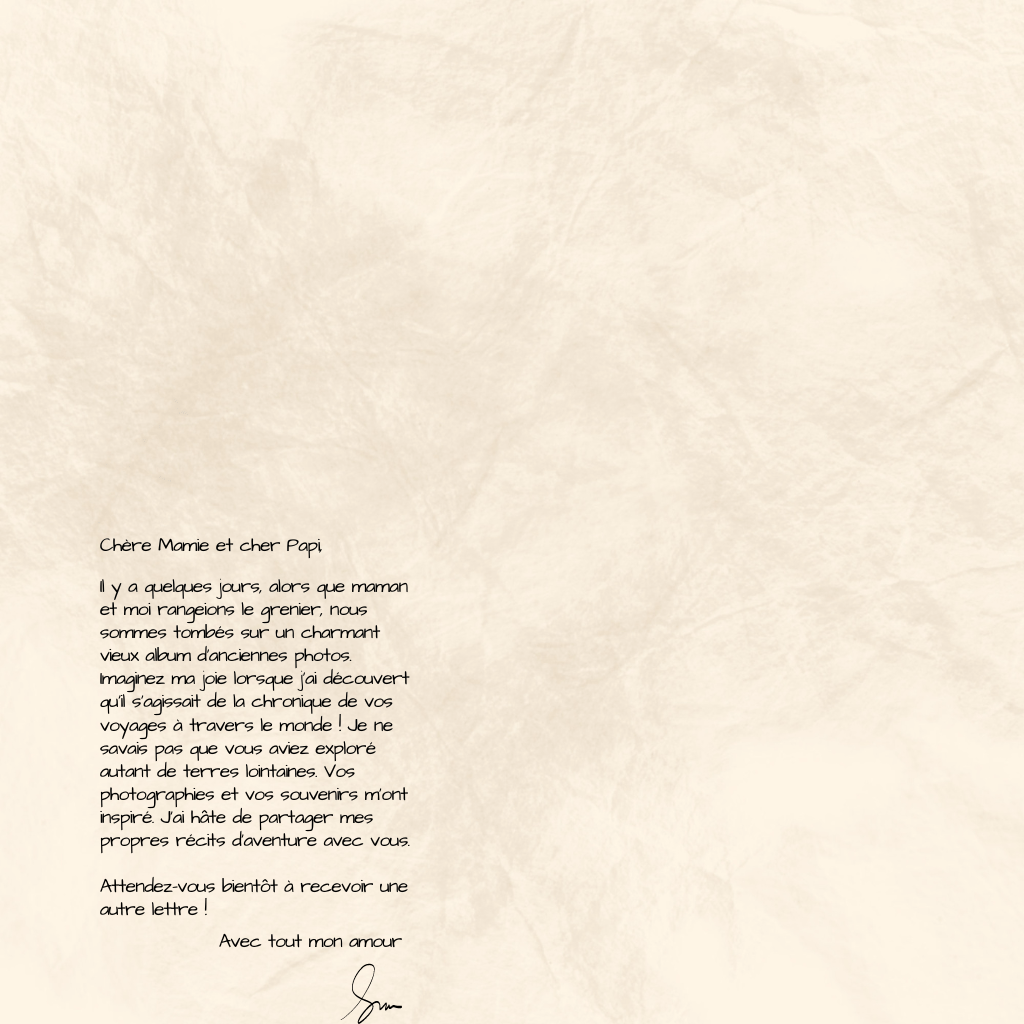 Chère Mamie et cher Papi,
Il y a quelques jours, alors que maman
et moi rangeions le grenier, nous
sommes tombés sur un charmant
vieux album d'anciennes photos.
Imaginez ma joie lorsque j'ai découvert
qu'il s'agissait de la chronique de vos
voyages à travers le monde ! Je ne
savais pas que vous aviez exploré
autant de terres lointaines. Vos
photographies et vos souvenirs m'ont
inspiré. J'ai hâte de partager mes
propres récits d'aventure avec vous.
Attendez-vous bientôt à recevoir une
autre lettre !
Avec tout mon amour